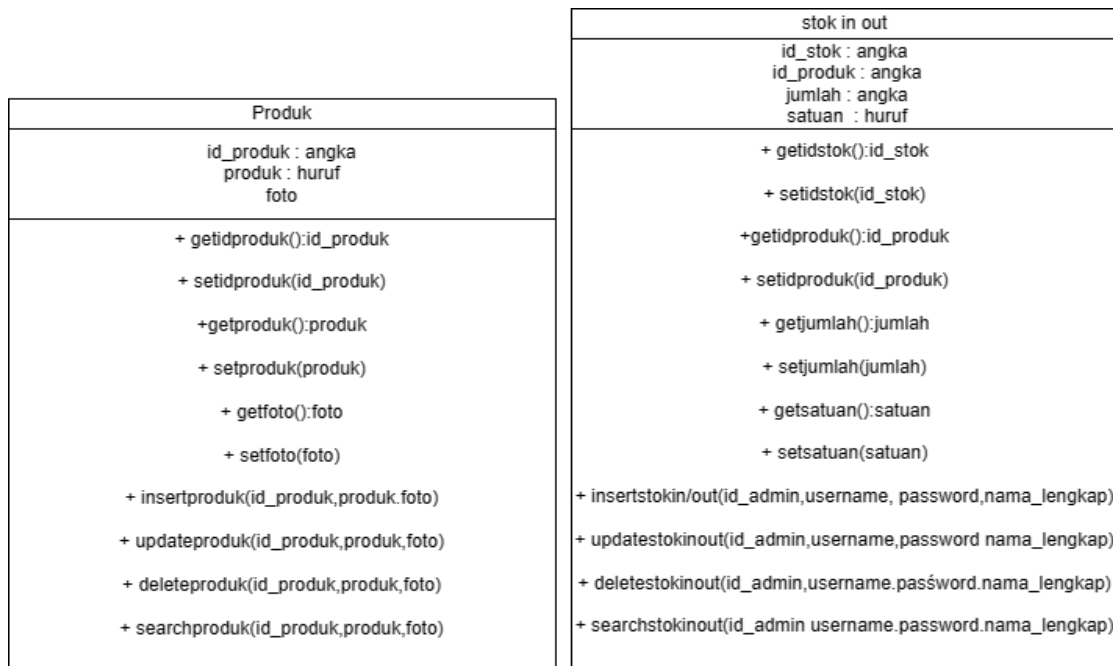 Produk
id_produk : angka
produk : huruf
foto
+ getidproduk():id_produk
+ setidproduk(id_produk)
+getproduk():produk
+ setproduk(produk)
+ getfoto():foto
+ setfoto(foto)
+ insertproduk(id_produk,produk.foto)
+ updateproduk(id_produk,produk,foto)
+ deleteproduk(id_produk,produk,foto)
+ searchproduk(id_produk,produk,foto)
stok in out
id_stok : angka
id_produk : angka
jumlah : angka
satuan : huruf
+ getidstok():id_stok
+ setidstok(id_stok)
+getidproduk():id_produk
+ setidproduk(id_produk)
+ getjumlah():jumlah
+ setjumlah(jumlah)
+ getsatuan():satuan
+ setsatuan(satuan)
+ insertstokin/out(id_admin,username, password,nama_lengkap)
+ updatestokinout(id_admin,username,password nama_lengkap)
+ deletestokinout(id_admin,username.paśword.nama_lengkap)
+ searchstokinout(id_admin username.password.nama_lengkap)